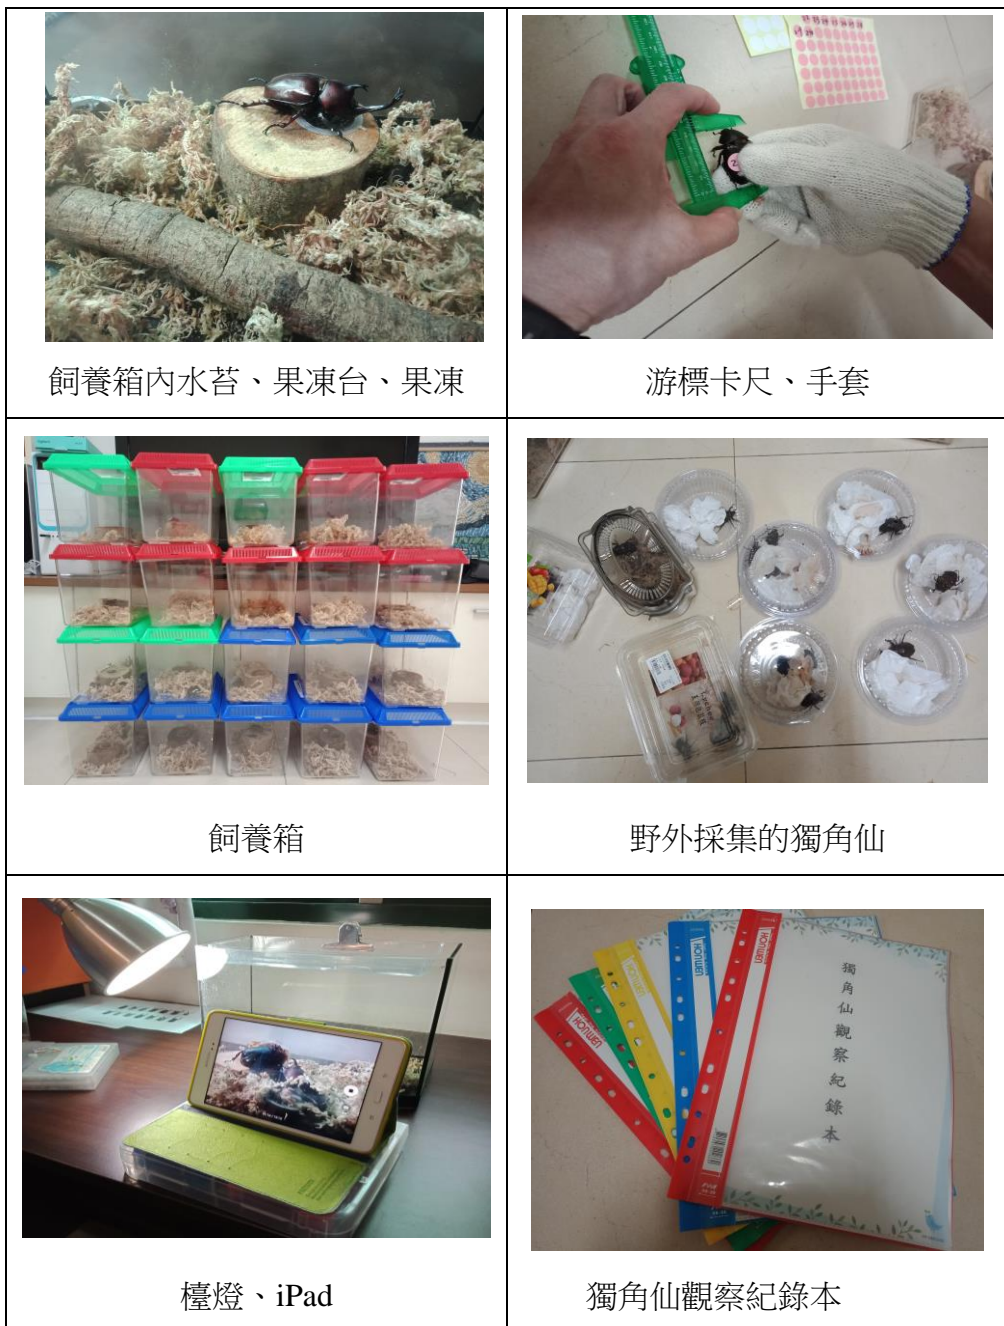 飼養箱內水苔、果凍台、果凍
游標卡尺、手套
飼養箱
野外採集的獨角仙
檯燈、iPad
獨角仙觀察紀錄本
HONWEN
獨角仙觀察紀錄本